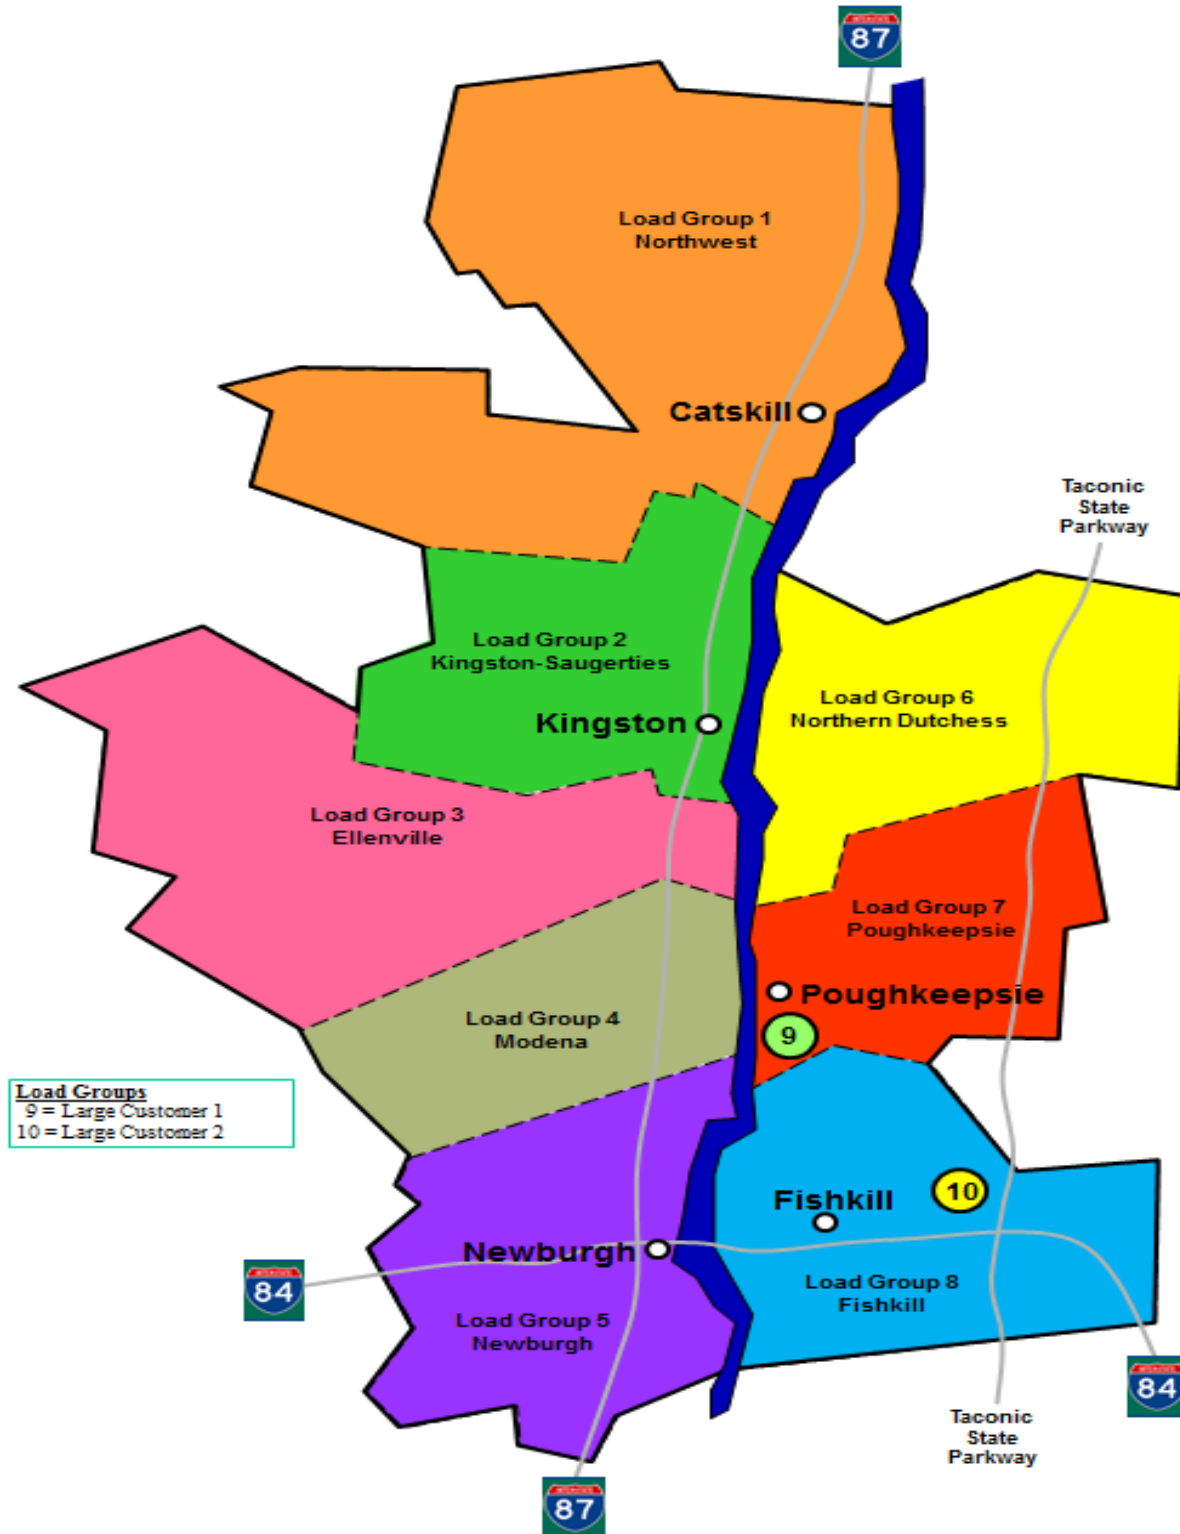 87
Load Group 1
Northwest
Catskill
Taconic
State
Parkway
Load Group 2
Kingston-Saugerties
Kingston
Load Group 6
Northern Dutchess
Load Group 3
Ellenville
Load Group 7
Poughkeepsie
Poughkeepsie
9
Load Group 4
Modena
Load Groups
9 = Large Customer 1
10 = Large Customer 2
10
Fishkill
Newburgh
84
Load Group 8
Fishkill
Load Group 5
Newburgh
84
Taconic
State
Parkway
87